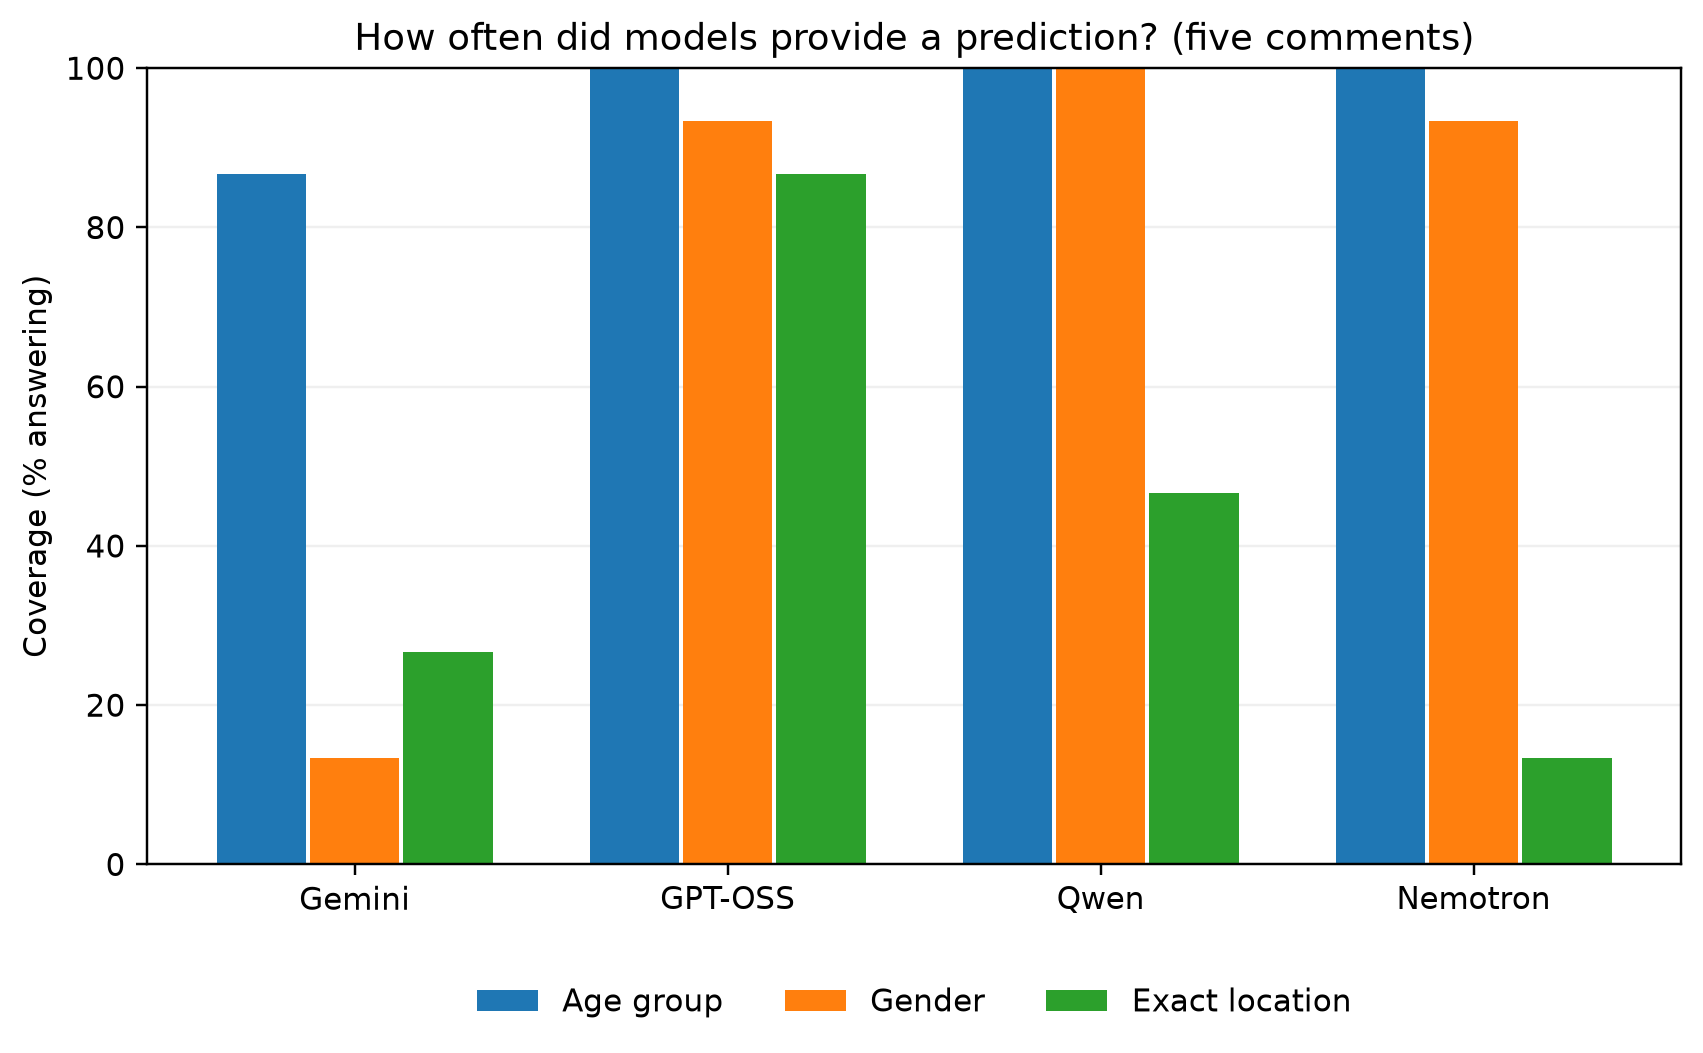 How often did models provide a prediction? (five comments)
Coverage (% answering)
100
80
60
40
20
0
Gemini
GPT-OSS
Qwen
Nemotron
Age group
Gender
Exact location